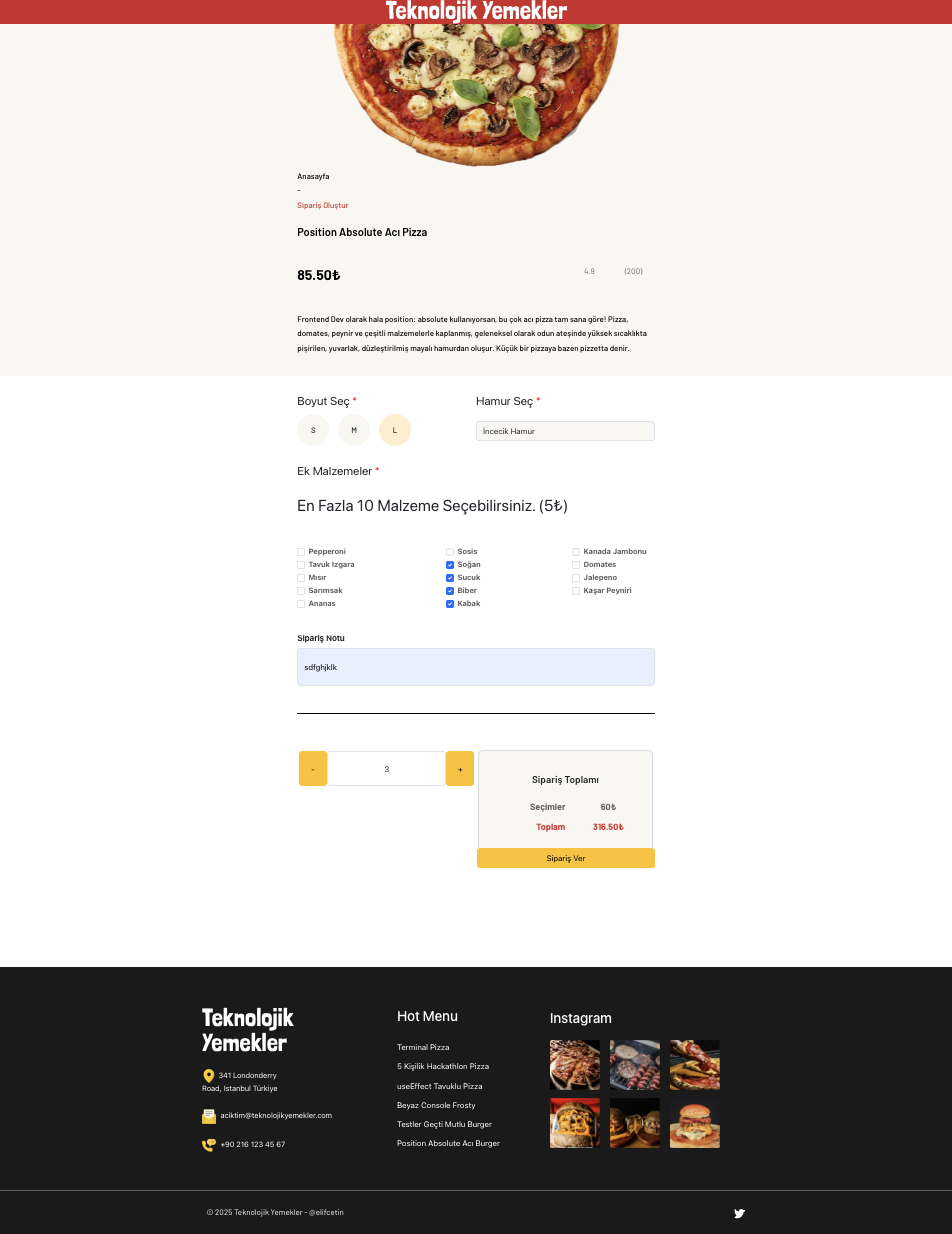 Teknolojik Yemekler
Anasayfa
-
Sipariş Oluştur
Position Absolute Acı Pizza
85.50₺
4.9
(200)
Frontend Dev olarak hala position: absolute kullanıyorsan, bu çok acı pizza tam sana göre! Pizza,
domates, peynir ve çeşitli malzemelerle kaplanmış, geleneksel olarak odun ateşinde yüksek sıcaklıkta
pişirilen, yuvarlak, düzleştirilmiş mayalı hamurdan oluşur. Küçük bir pizzaya bazen pizzetta denir.
Boyut Seç *
S
M
L
Hamur Seç *
İncecik Hamur
Ek Malzemeler *
En Fazla 10 Malzeme Seçebilirsiniz. (5₺)
Pepperoni
Tavuk Izgara
Mısır
Sarımsak
Ananas
Sosis
Soğan
Sucuk
Biber
Kabak
Kanada Jambonu
Domates
Jalepeno
Kaşar Peyniri
Sipariş Notu
sdfghjklk
-
3
+
Sipariş Toplamı
Seçimler 60₺
Toplam 316.50₺
Sipariş Ver
Teknolojik
Yemekler
341 Londonderry
Road, Istanbul Türkiye
aciktim@teknolojikyemekler.com
+90 216 123 45 67
Hot Menu
Terminal Pizza
5 Kişilik Hackathlon Pizza
useEffect Tavuklu Pizza
Beyaz Console Frosty
Testler Geçti Mutlu Burger
Position Absolute Acı Burger
Instagram
© 2025 Teknolojik Yemekler - @elifcetin